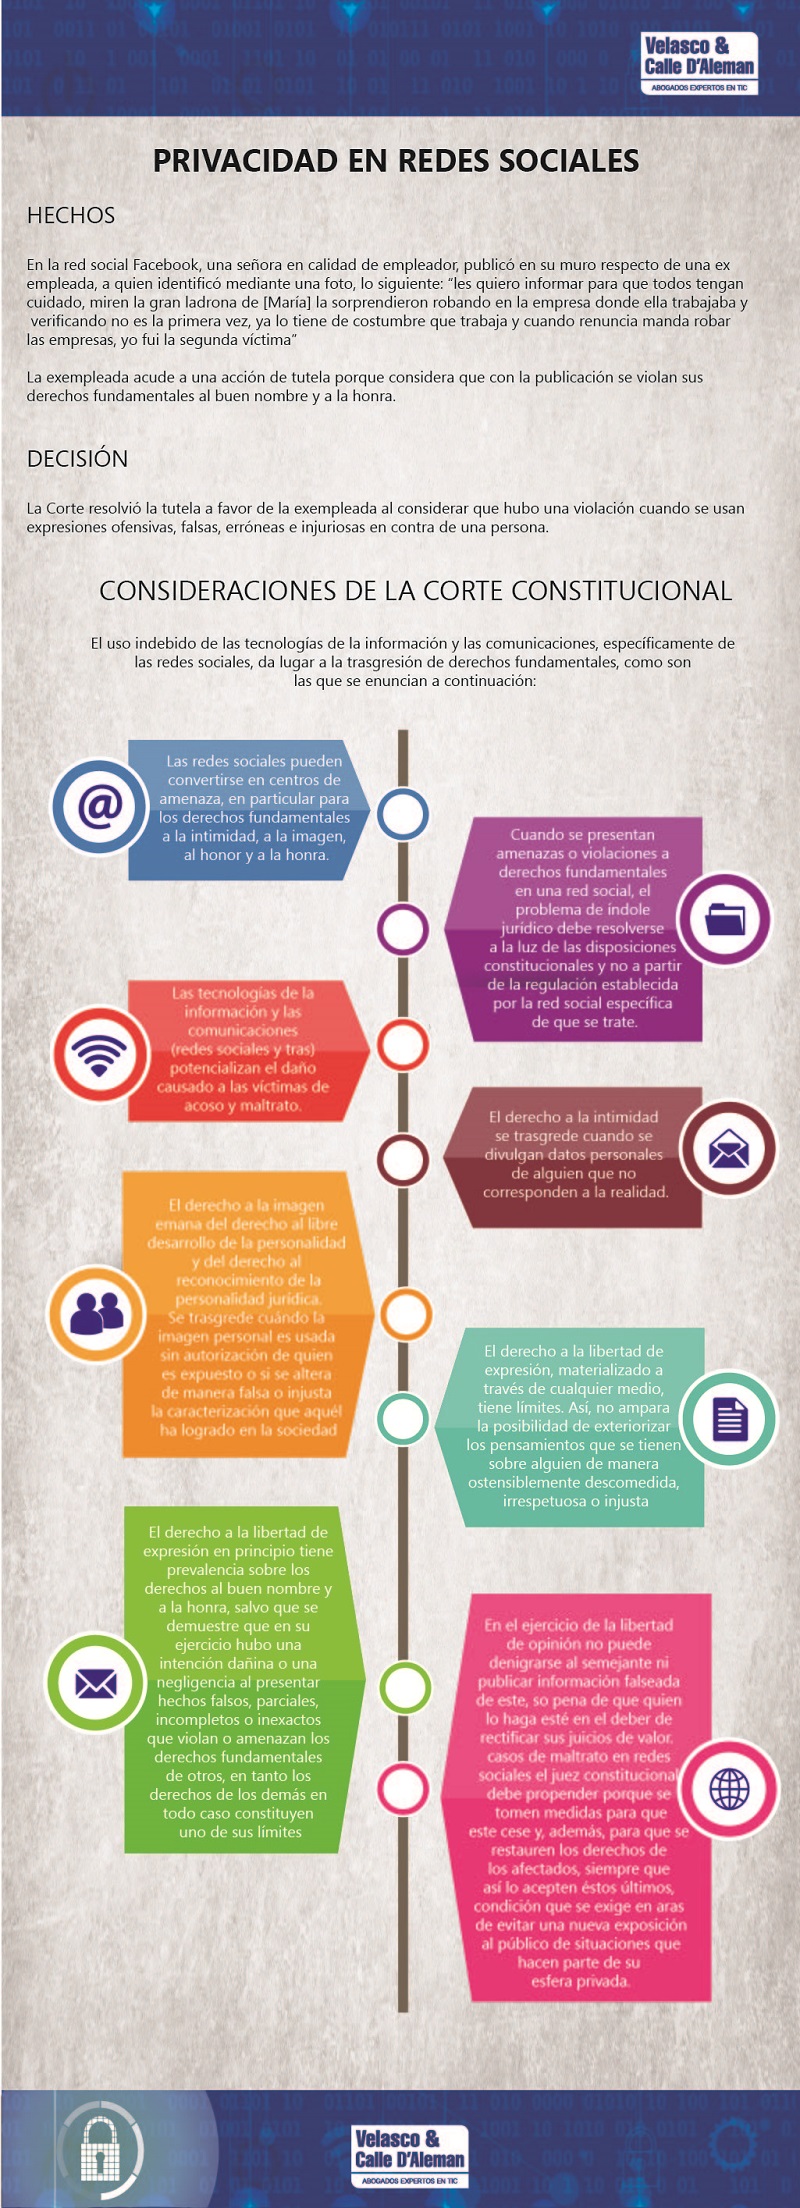 Velasco &
Calle D'Aleman
ABOGADOS EXPERTOS EN TIC
PRIVACIDAD EN REDES SOCIALES
HECHOS
En la red social Facebook, una señora en calidad de empleador, publicó en su muro respecto de una ex
empleada, a quien identificó mediante una foto, lo siguiente: “les quiero informar para que todos tengan
cuidado, miren la gran ladrona de [María] la sorprendieron robando en la empresa donde ella trabajaba y
verificando no es la primera vez, ya lo tiene de costumbre que trabaja y cuando renuncia manda robar
las empresas, yo fui la segunda víctima”
La exempleada acude a una acción de tutela porque considera que con la publicación se violan sus
derechos fundamentales al buen nombre y a la honra.
DECISIÓN
La Corte resolvió la tutela a favor de la exempleada al considerar que hubo una violación cuando se usan
expresiones ofensivas, falsas, erróneas e injuriosas en contra de una persona.
CONSIDERACIONES DE LA CORTE CONSTITUCIONAL
El uso indebido de las tecnologías de la información y las comunicaciones, específicamente de
las redes sociales, da lugar a la trasgresión de derechos fundamentales, como son
las que se enuncian a continuación:
Las redes sociales pueden
convertirse en centros de
amenaza, en particular para
los derechos fundamentales
a la intimidad, a la imagen,
al honor y a la honra.
Cuando se presentan
amenazas o violaciones a
derechos fundamentales
en una red social, el
problema de índole
jurídico debe resolverse
a la luz de las disposiciones
constitucionales y no a partir
de la regulación establecida
por la red social específica
de que se trate.
Las tecnologías de la
información y las
comunicaciones
(redes sociales y tras)
potencializan el daño
causado a las víctimas de
acoso y maltrato.
El derecho a la intimidad
se trasgrede cuando se
divulgan datos personales
de alguien que no
corresponden a la realidad.
El derecho a la imagen
emana del derecho al libre
desarrollo de la personalidad
y del derecho al
reconocimiento de la
personalidad jurídica.
Se trasgrede cuándo la
imagen personal es usada
sin autorización de quien
es expuesto o si se altera
de manera falsa o injusta
la caracterización que aquél
ha logrado en la sociedad
El derecho a la libertad de
expresión, materializado a
través de cualquier medio,
tiene límites. Así, no ampara
la posibilidad de exteriorizar
los pensamientos que se tienen
sobre alguien de manera
ostensiblemente descomedida,
irrespetuosa o injusta
El derecho a la libertad de
expresión en principio tiene
prevalencia sobre los
derechos al buen nombre y
a la honra, salvo que se
demuestre que en su
ejercicio hubo una
intención dañina o una
negligencia al presentar
hechos falsos, parciales,
incompletos o inexactos
que violan o amenazan los
derechos fundamentales
de otros, en tanto los
derechos de los demás en
todo caso constituyen
uno de sus límites
En el ejercicio de la libertad
de opinión no puede
denigrarse al semejante ni
publicar información falseada
de este, so pena de que quien
lo haga esté en el deber de
rectificar sus juicios de valor.
casos de maltrato en redes
sociales el juez constitucional
debe propender porque se
tomen medidas para que
este cese y, además, para que se
restauren los derechos de
los afectados, siempre que
así lo acepten éstos últimos,
condición que se exige en aras
de evitar una nueva exposición
al público de situaciones que
hacen parte de su
esfera privada.
Velasco &
Calle D'Aleman
ABOGADOS EXPERTOS EN TIC